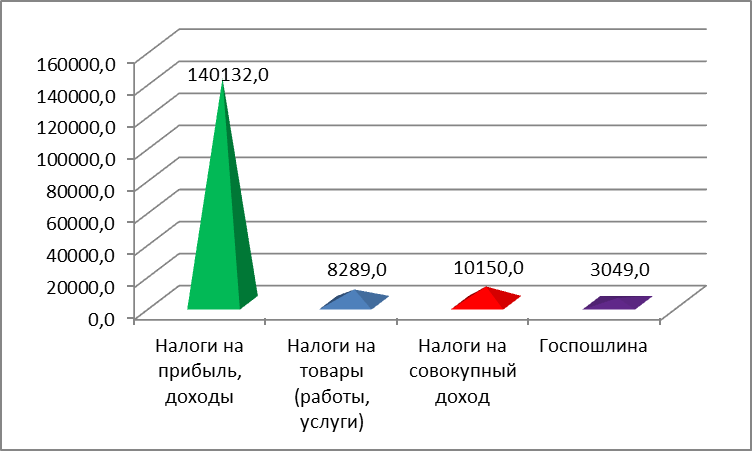 160000,0
140000,0
120000,0
100000,0
80000,0
60000,0
40000,0
20000,0
0,0
140132,0
8289,0
10150,0
3049,0
Налоги на
прибыль,
доходы
Налоги на
товары
(работы,
услуги)
Налоги на
совокупный
доход
Госпошлина